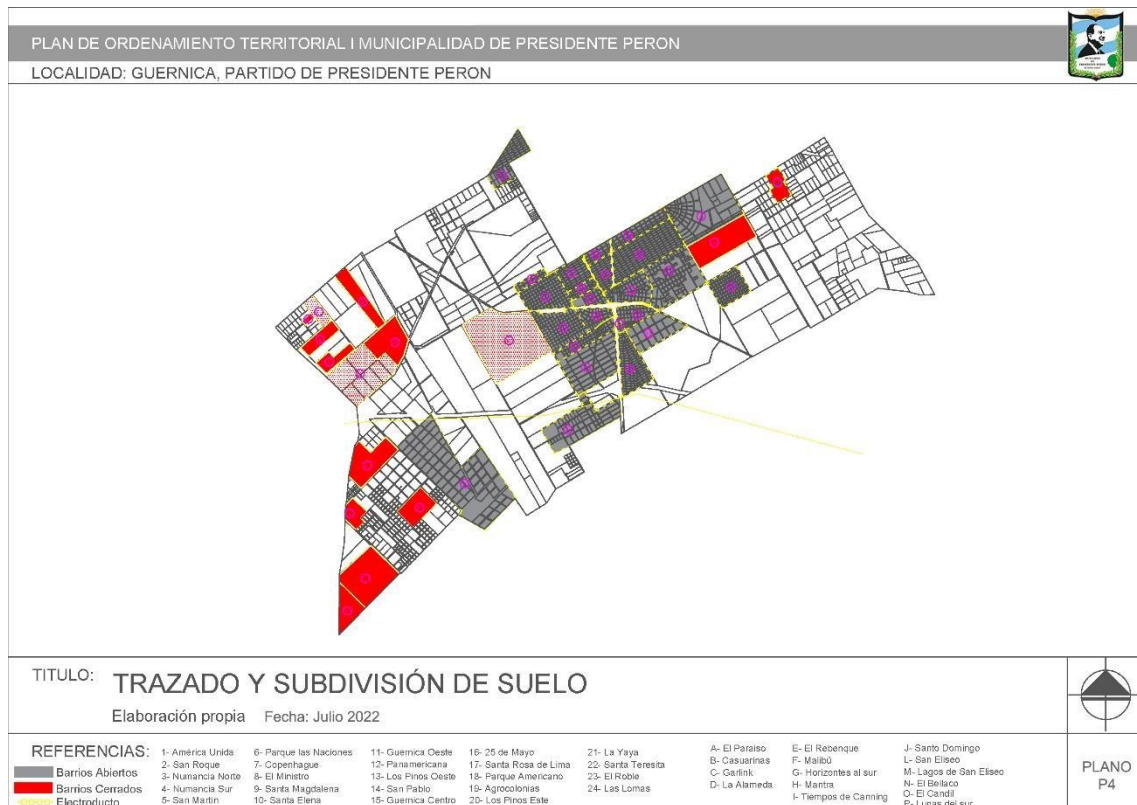 PLAN DE ORDENAMIENTO TERRITORIAL I MUNICIPALIDAD DE PRESIDENTE PERON
LOCALIDAD: GUERNICA, PARTIDO DE PRESIDENTE PERON
TITULO: TRAZADO Y SUBDIVISIÓN DE SUELO
Elaboración propia Fecha: Julio 2022
REFERENCIAS:
Barrios Abiertos
Barrios Cerrados
Electroducto
1- América Unida
2- San Roque
3- Numancia Norte
4- Numancia Sur
5- San Martin
6- Parque las Naciones
7- Copenhague
8- El Ministro
9- Santa Magdalena
10- Santa Elena
11- Guernica Oeste
12- Panamericana
13- Los Pinos Oeste
14- San Pablo
15- Guernica Centro
16- 25 de Mayo
17- Santa Rosa de Lima
18- Parque Americano
19- Agrocolonias
20- Los Pinos Este
21- La Yaya
22- Santa Teresita
23- El Roble
24- Las Lomas
A- El Paraiso
B- Casuarinas
C- Garlink
D- La Alameda
E- El Rebenque
F- Malibú
G- Horizontes al sur
H- Mantra
I- Tiempos de Canning
J- Santo Domingo
L- San Eliseo
M- Lagos de San Eliseo
N- El Bellaco
O- El Candil
P- Lunas del sur
PLANO
P4